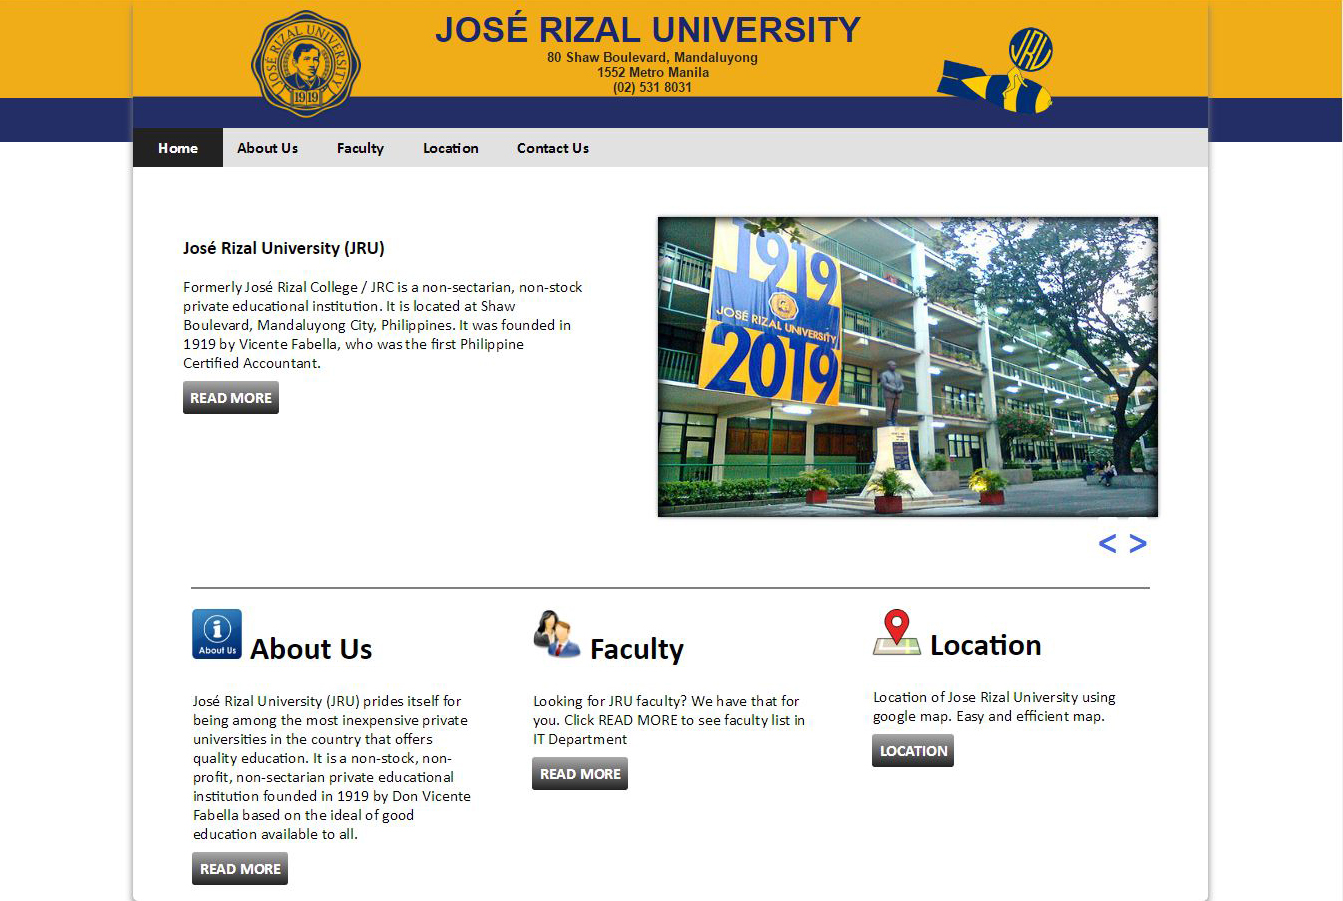 JOSÉ RIZAL UNIVERSITY
80 Shaw Boulevard, Mandaluyong
1552 Metro Manila
(02) 531 8031
JOSÉ RIZAL UNIVERSITY
1919
JRU
Home
About Us
Faculty
Location
Contact Us
José Rizal University (JRU)
Formerly José Rizal College / JRC is a non-sectarian, non-stock
private educational institution. It is located at Shaw
Boulevard, Mandaluyong City, Philippines. It was founded in
1919 by Vicente Fabella, who was the first Philippine
Certified Accountant.
READ MORE
1919
JOSE RIZAL UNIVERSITY
2019
< >
About Us
About Us
José Rizal University (JRU) prides itself for
being among the most inexpensive private
universities in the country that offers
quality education. It is a non-stock, non-
profit, non-sectarian private educational
institution founded in 1919 by Don Vicente
Fabella based on the ideal of good
education available to all.
READ MORE
Faculty
Looking for JRU faculty? We have that for
you. Click READ MORE to see faculty list in
IT Department
READ MORE
Location
Location of Jose Rizal University using
google map. Easy and efficient map.
LOCATION